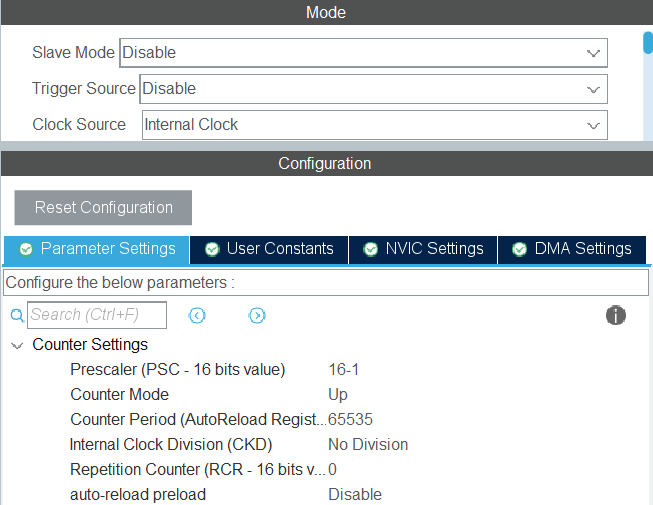 Mode
Slave Mode Disable
Trigger Source Disable
Clock Source Internal Clock
Configuration
Reset Configuration
Parameter Settings User Constants NVIC Settings DMA Settings
Configure the below parameters :
Search (Ctrl+F)
Counter Settings
Prescaler (PSC - 16 bits value) 16-1
Counter Mode Up
Counter Period (AutoReload Regist... 65535
Internal Clock Division (CKD) No Division
Repetition Counter (RCR - 16 bits v... 0
auto-reload preload Disable